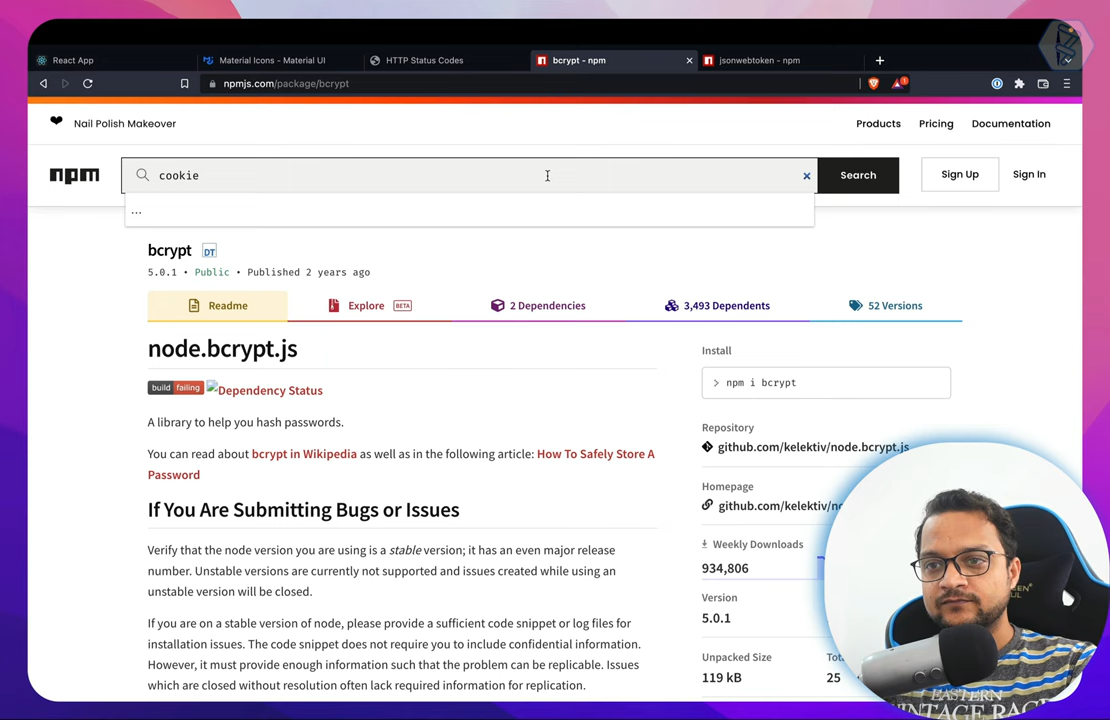 React App
Material Icons - Material UI
HTTP Status Codes
bcrypt - npm
jsonwebtoken - npm
npmjs.com/package/bcrypt
1
Nail Polish Makeover
Products
Pricing
Documentation
npm
cookie
Search
Sign Up
Sign In
...
bcrypt
DT
5.0.1 • Public • Published 2 years ago
Readme
Explore
BETA
2 Dependencies
3,493 Dependents
52 Versions
node.bcrypt.js
build failing
Dependency Status
A library to help you hash passwords.
You can read about bcrypt in Wikipedia as well as in the following article: How To Safely Store A
Password
If You Are Submitting Bugs or Issues
Verify that the node version you are using is a stable version; it has an even major release
number. Unstable versions are currently not supported and issues created while using an
unstable version will be closed.
If you are on a stable version of node, please provide a sufficient code snippet or log files for
installation issues. The code snippet does not require you to include confidential information.
However, it must provide enough information such that the problem can be replicable. Issues
which are closed without resolution often lack required information for replication.
Install
> npm i bcrypt
Repository
github.com/kelektiv/node.bcrypt.js
Homepage
github.com/kelektiv/no
Weekly Downloads
934,806
Version
5.0.1
Unpacked Size
119 kB
25
EASTERN
VINTAGE RACE